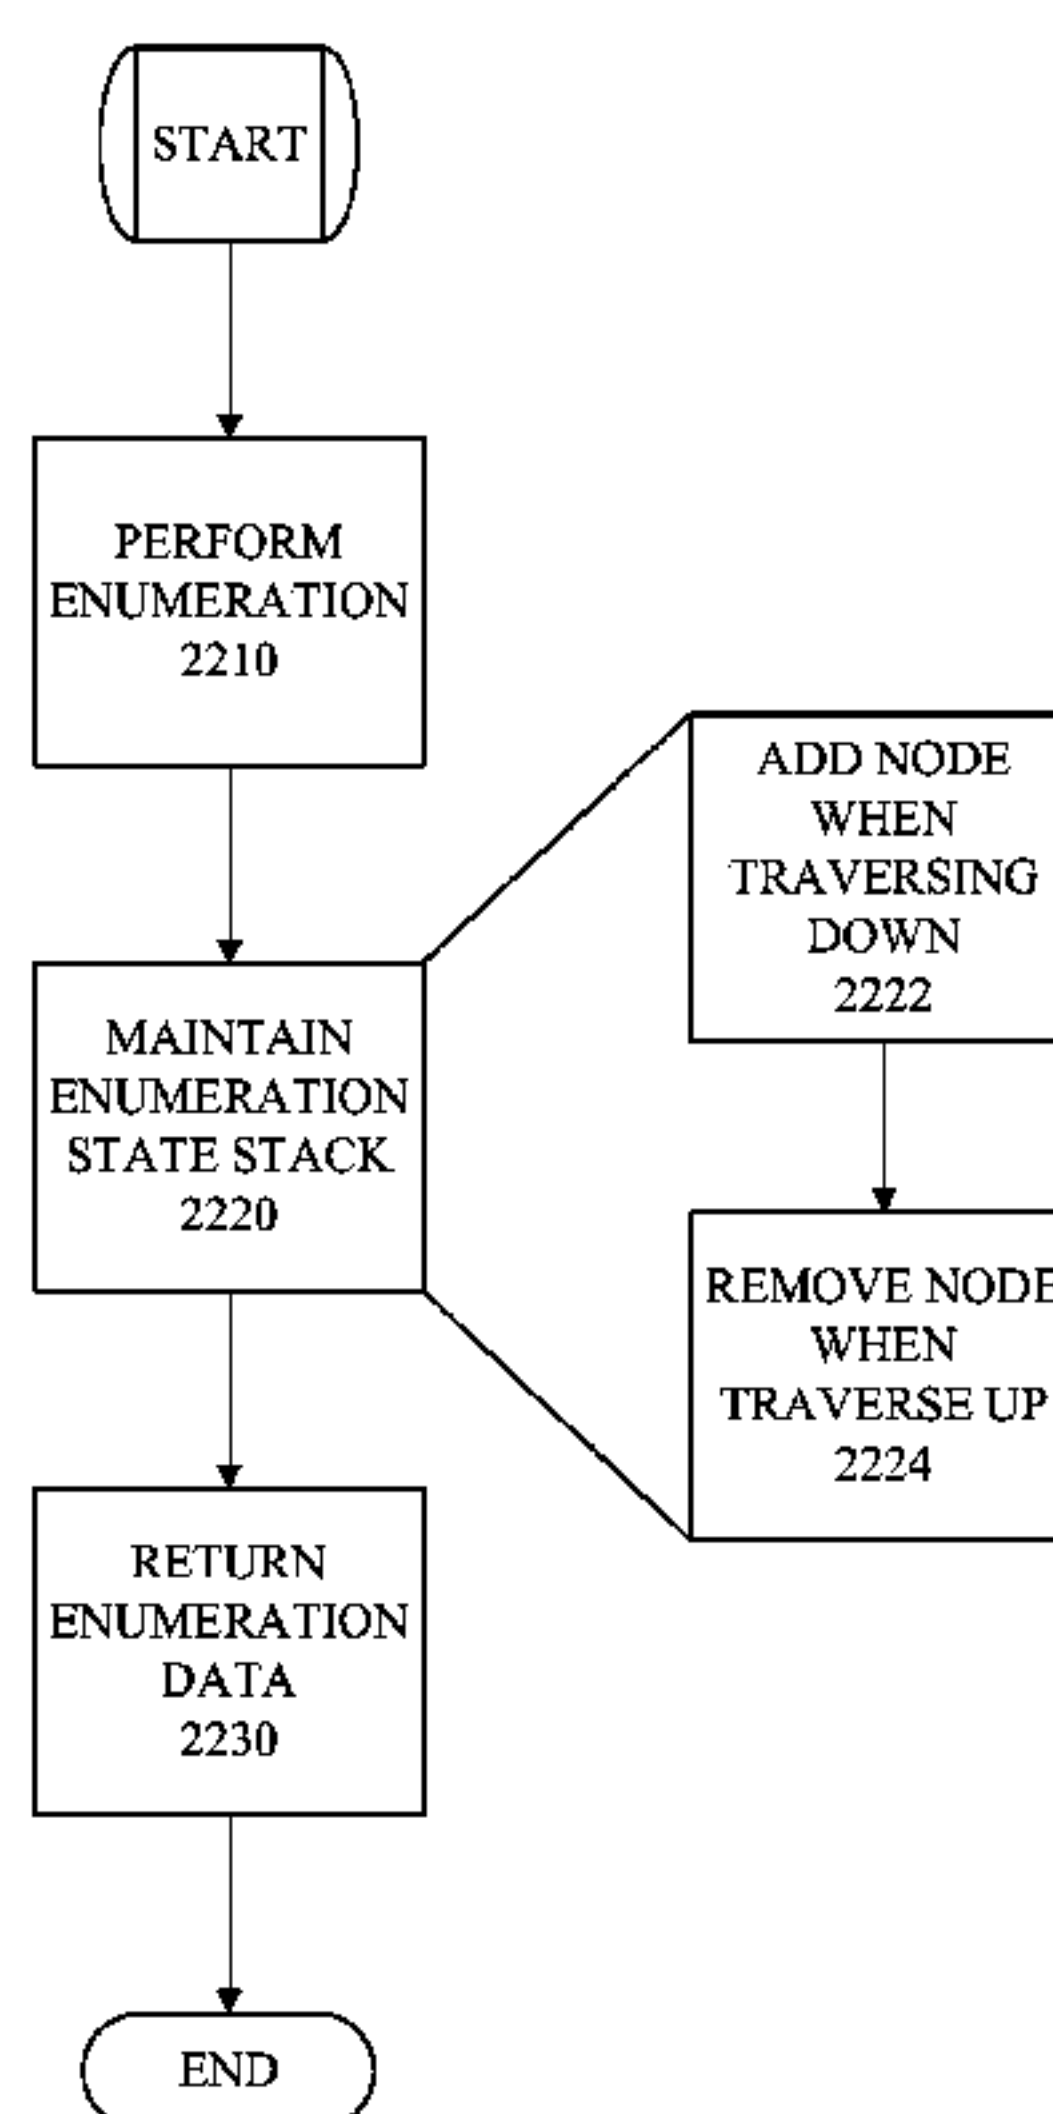 START
PERFORM
ENUMERATION
2210
MAINTAIN
ENUMERATION
STATE STACK
2220
RETURN
ENUMERATION
DATA
2230
END
ADD NODE
WHEN
TRAVERSING
DOWN
2222
REMOVE NODE
WHEN
TRAVERSE UP
2224